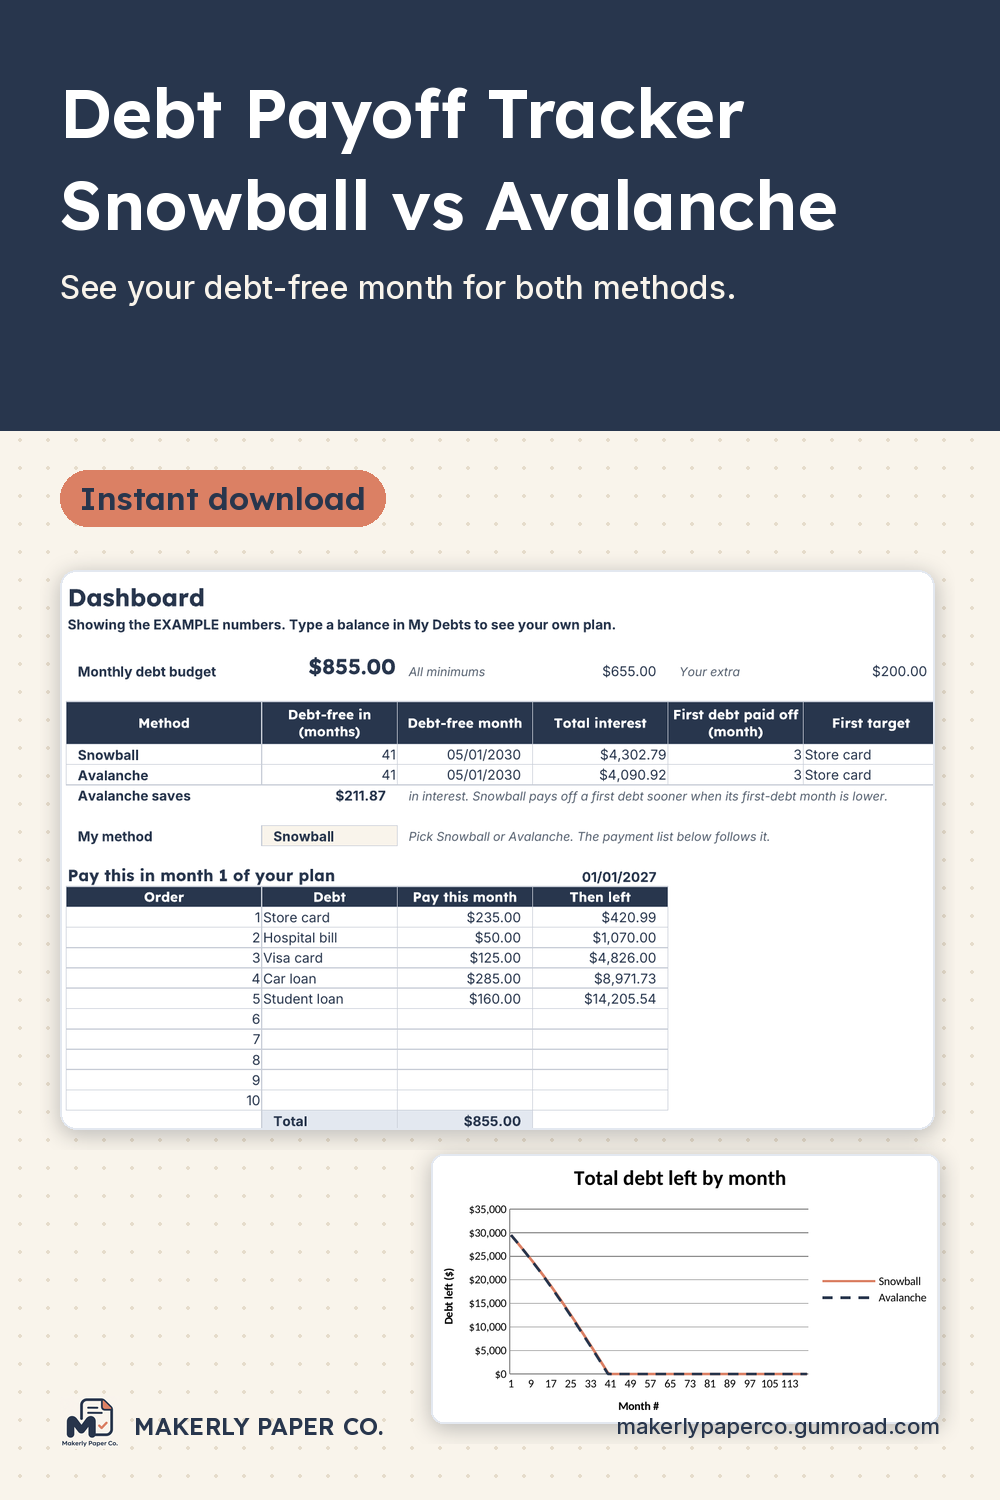 Debt Payoff Tracker
Snowball vs Avalanche
See your debt-free month for both methods.
Instant download
Dashboard
Showing the EXAMPLE numbers. Type a balance in My Debts to see your own plan.
Monthly debt budget $855.00 All minimums $655.00 Your extra $200.00
Method Debt-free in (months) Debt-free month Total interest First debt paid off (month) First target
Snowball 41 05/01/2030 $4,302.79 3 Store card
Avalanche 41 05/01/2030 $4,090.92 3 Store card
Avalanche saves $211.87 in interest. Snowball pays off a first debt sooner when its first-debt month is lower.
My method Snowball Pick Snowball or Avalanche. The payment list below follows it.
Pay this in month 1 of your plan 01/01/2027
Order Debt Pay this month Then left
1 Store card $235.00 $420.99
2 Hospital bill $50.00 $1,070.00
3 Visa card $125.00 $4,826.00
4 Car loan $285.00 $8,971.73
5 Student loan $160.00 $14,205.54
6
7
8
9
10
Total $855.00
Total debt left by month
Debt left ($)
$35,000
$30,000
$25,000
$20,000
$15,000
$10,000
$5,000
$0
1 9 17 25 33 41 49 57 65 73 81 89 97 105 113
Month #
Snowball
Avalanche
Makerly Paper Co.
MAKERLY PAPER CO.
makerlypaperco.gumroad.com